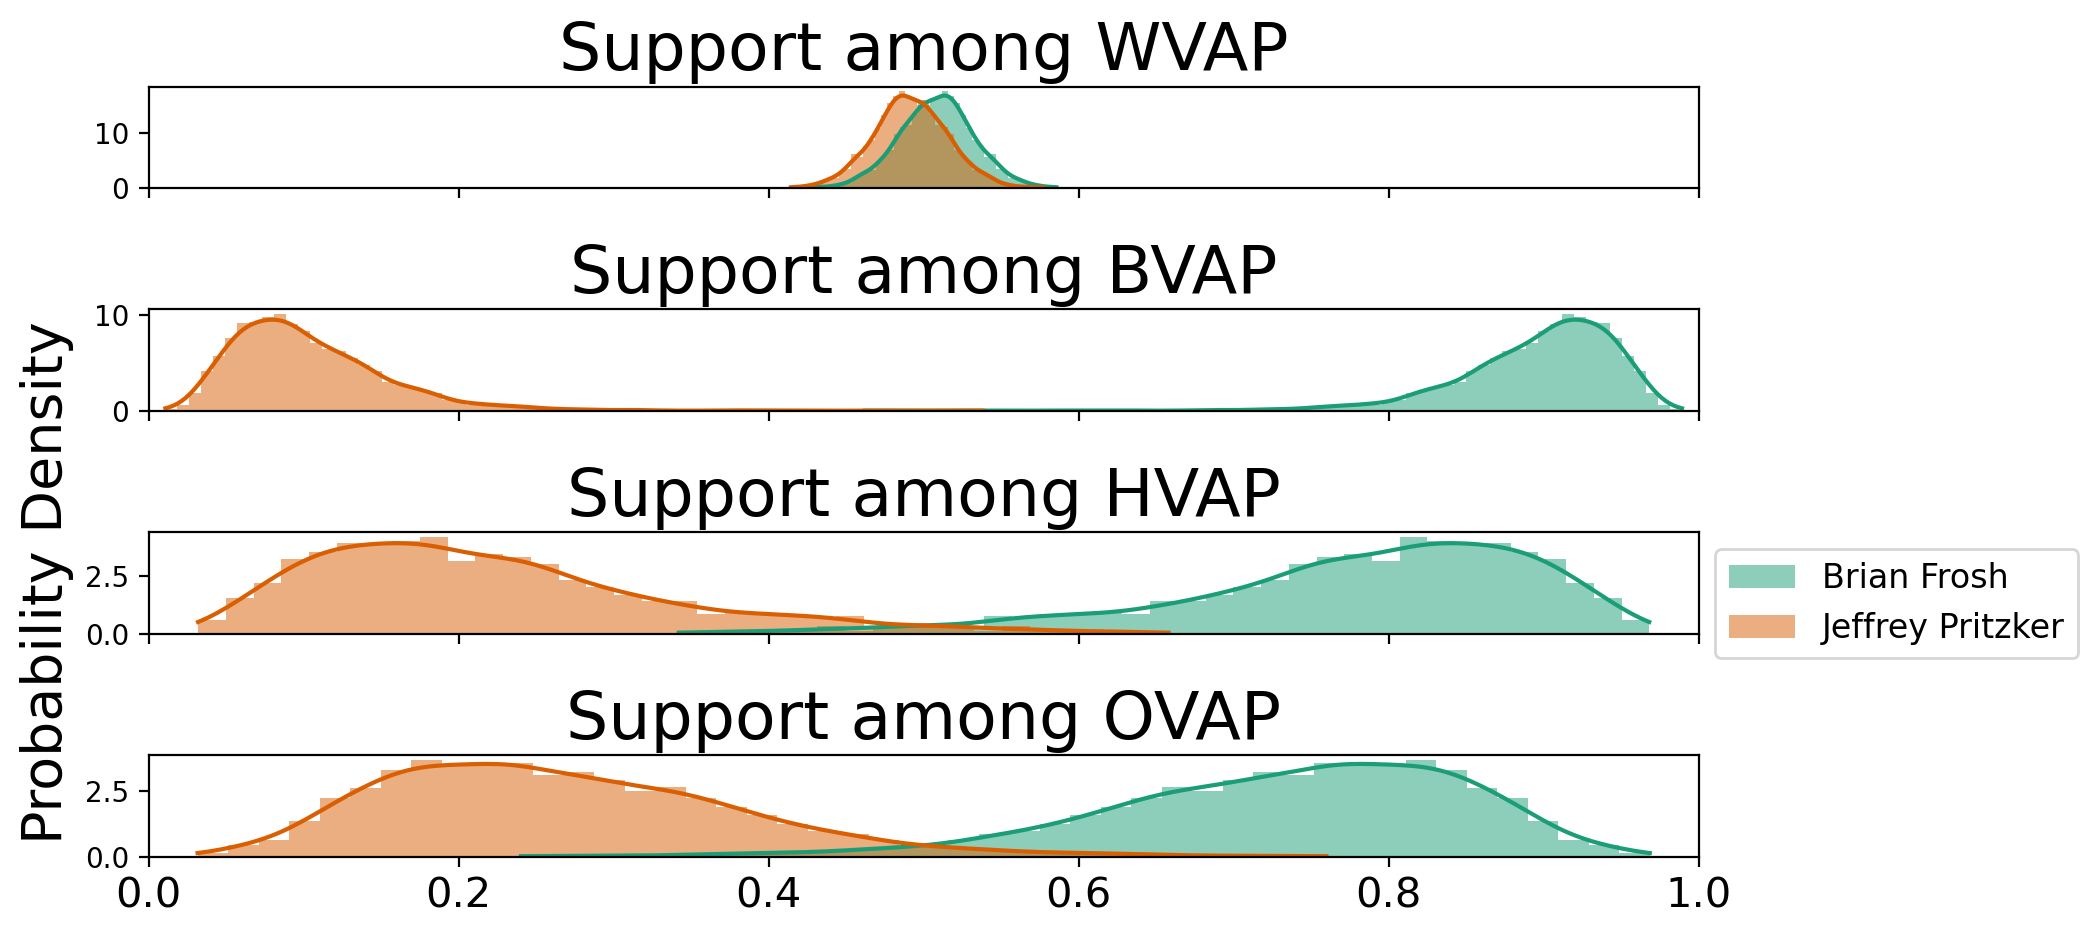 Support among WVAP
10
0
Support among BVAP
10
0
Support among HVAP
2.5
0.0
Support among OVAP
2.5
0.0
0.0 0.2 0.4 0.6 0.8 1.0
Probability Density
Brian Frosh
Jeffrey Pritzker